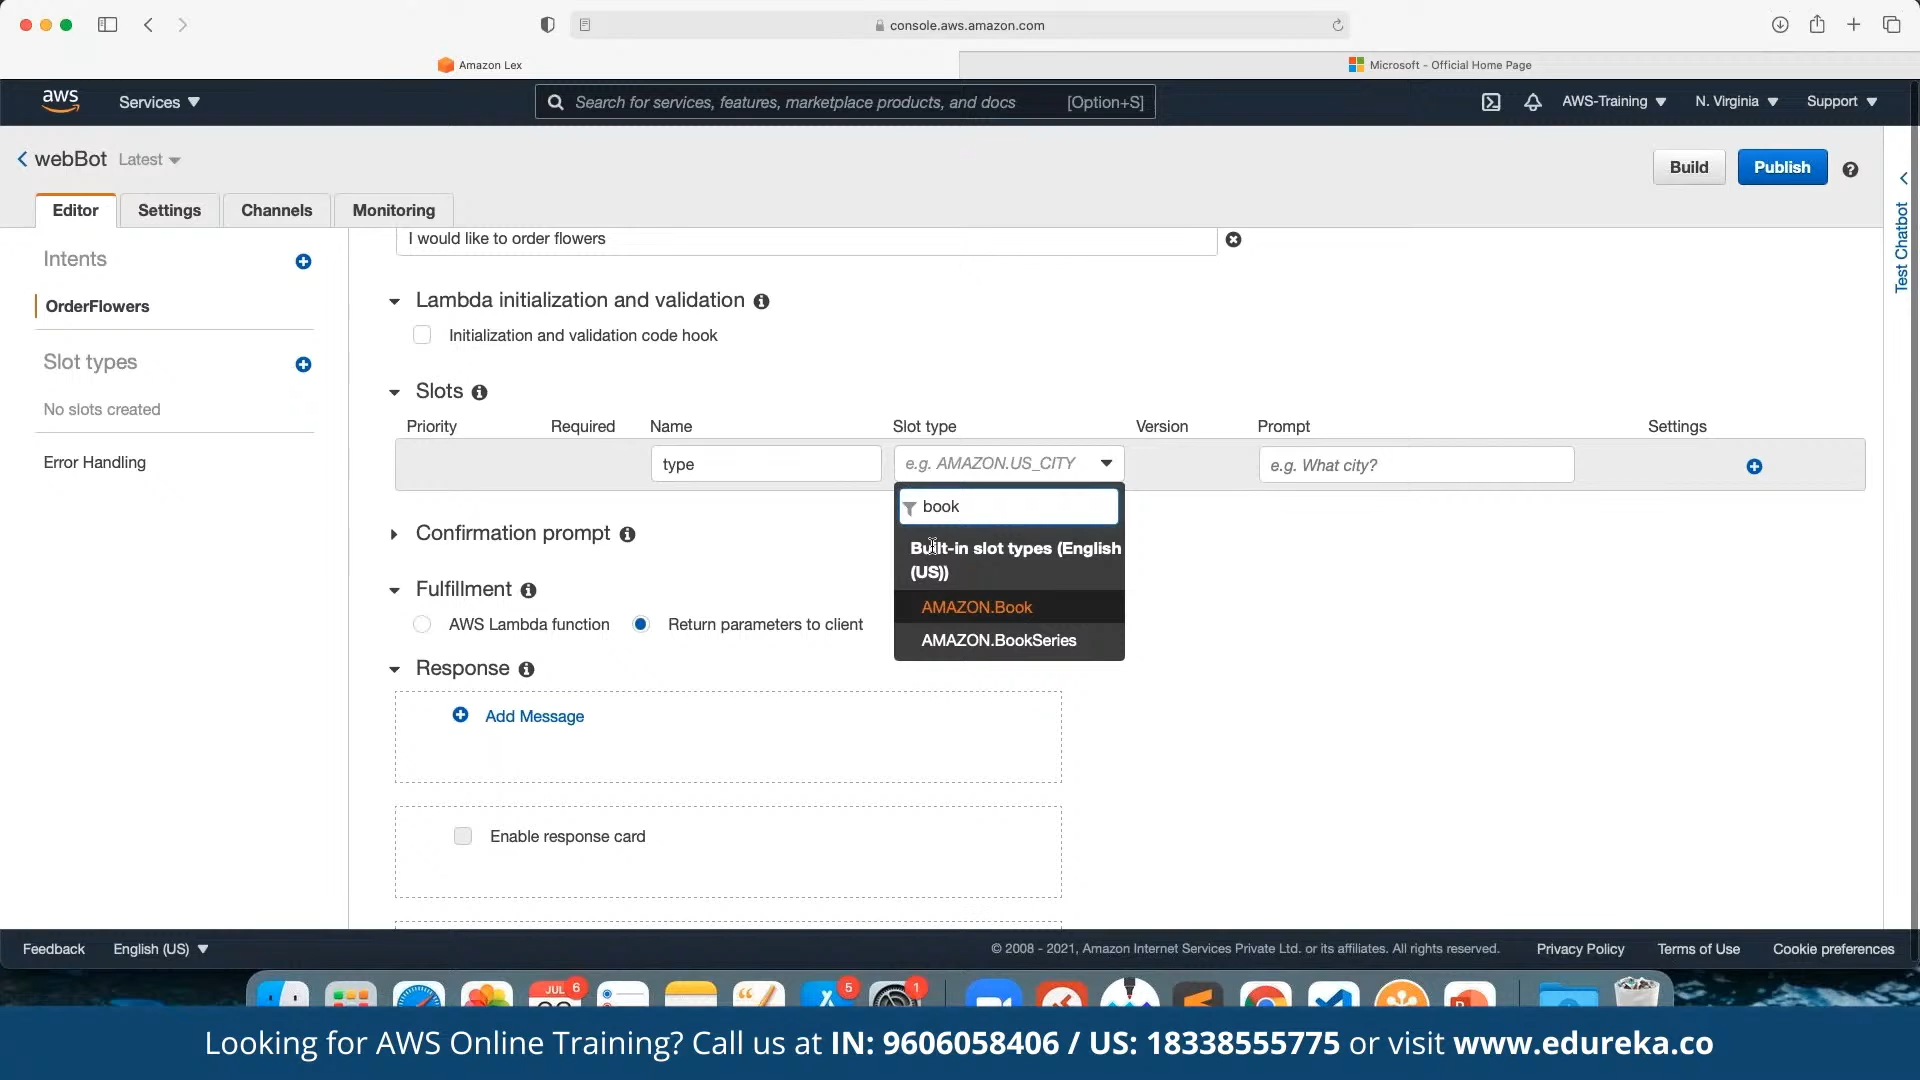 console.aws.amazon.com
Amazon Lex
Microsoft - Official Home Page
aws
Services
Search for services, features, marketplace products, and docs [Option+S]
AWS-Training
N. Virginia
Support
webBot Latest
Build
Publish
Editor
Settings
Channels
Monitoring
Test Chatbot
Intents
OrderFlowers
Slot types
No slots created
Error Handling
I would like to order flowers
Lambda initialization and validation
Initialization and validation code hook
Slots
Priority Required Name Slot type Version Prompt Settings
type
e.g. AMAZON.US_CITY
e.g. What city?
book
Built-in slot types (English
(US))
AMAZON.Book
AMAZON.BookSeries
Confirmation prompt
Fulfillment
AWS Lambda function
Return parameters to client
Response
Add Message
Enable response card
Feedback
English (US)
© 2008 - 2021, Amazon Internet Services Private Ltd. or its affiliates. All rights reserved.
Privacy Policy
Terms of Use
Cookie preferences
JUL
6
5
1
Looking for AWS Online Training? Call us at IN: 9606058406 / US: 18338555775 or visit www.edureka.co